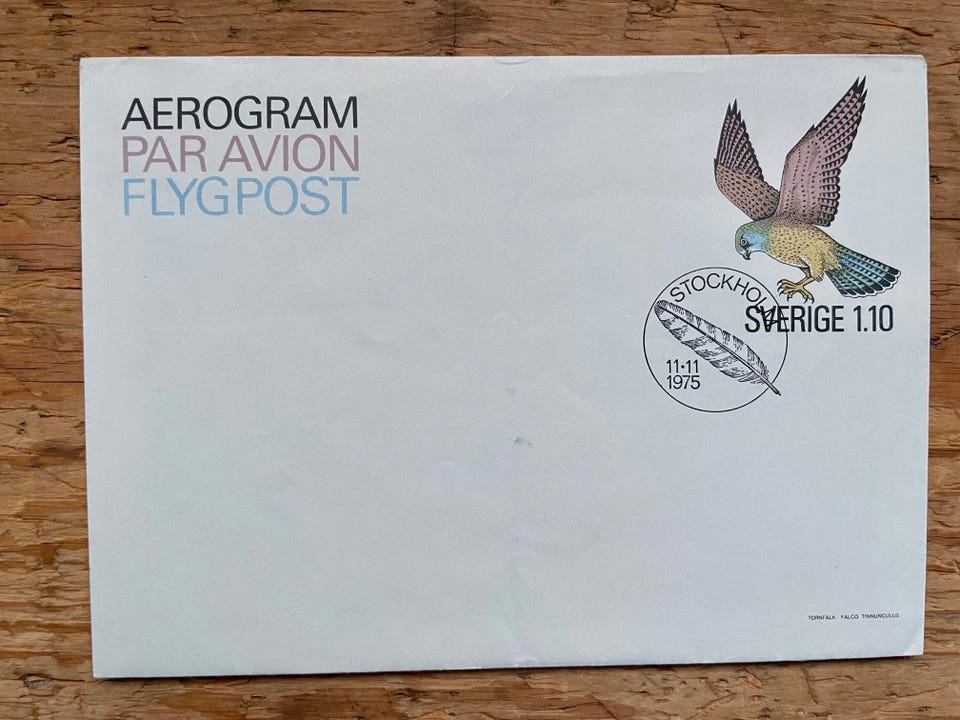 AEROGRAM
PAR AVION
FLYGPOST
STOCKHOLM
SVERIGE 1.10
11·11
1975
TORNFALK FALCO TINNUNCULUS